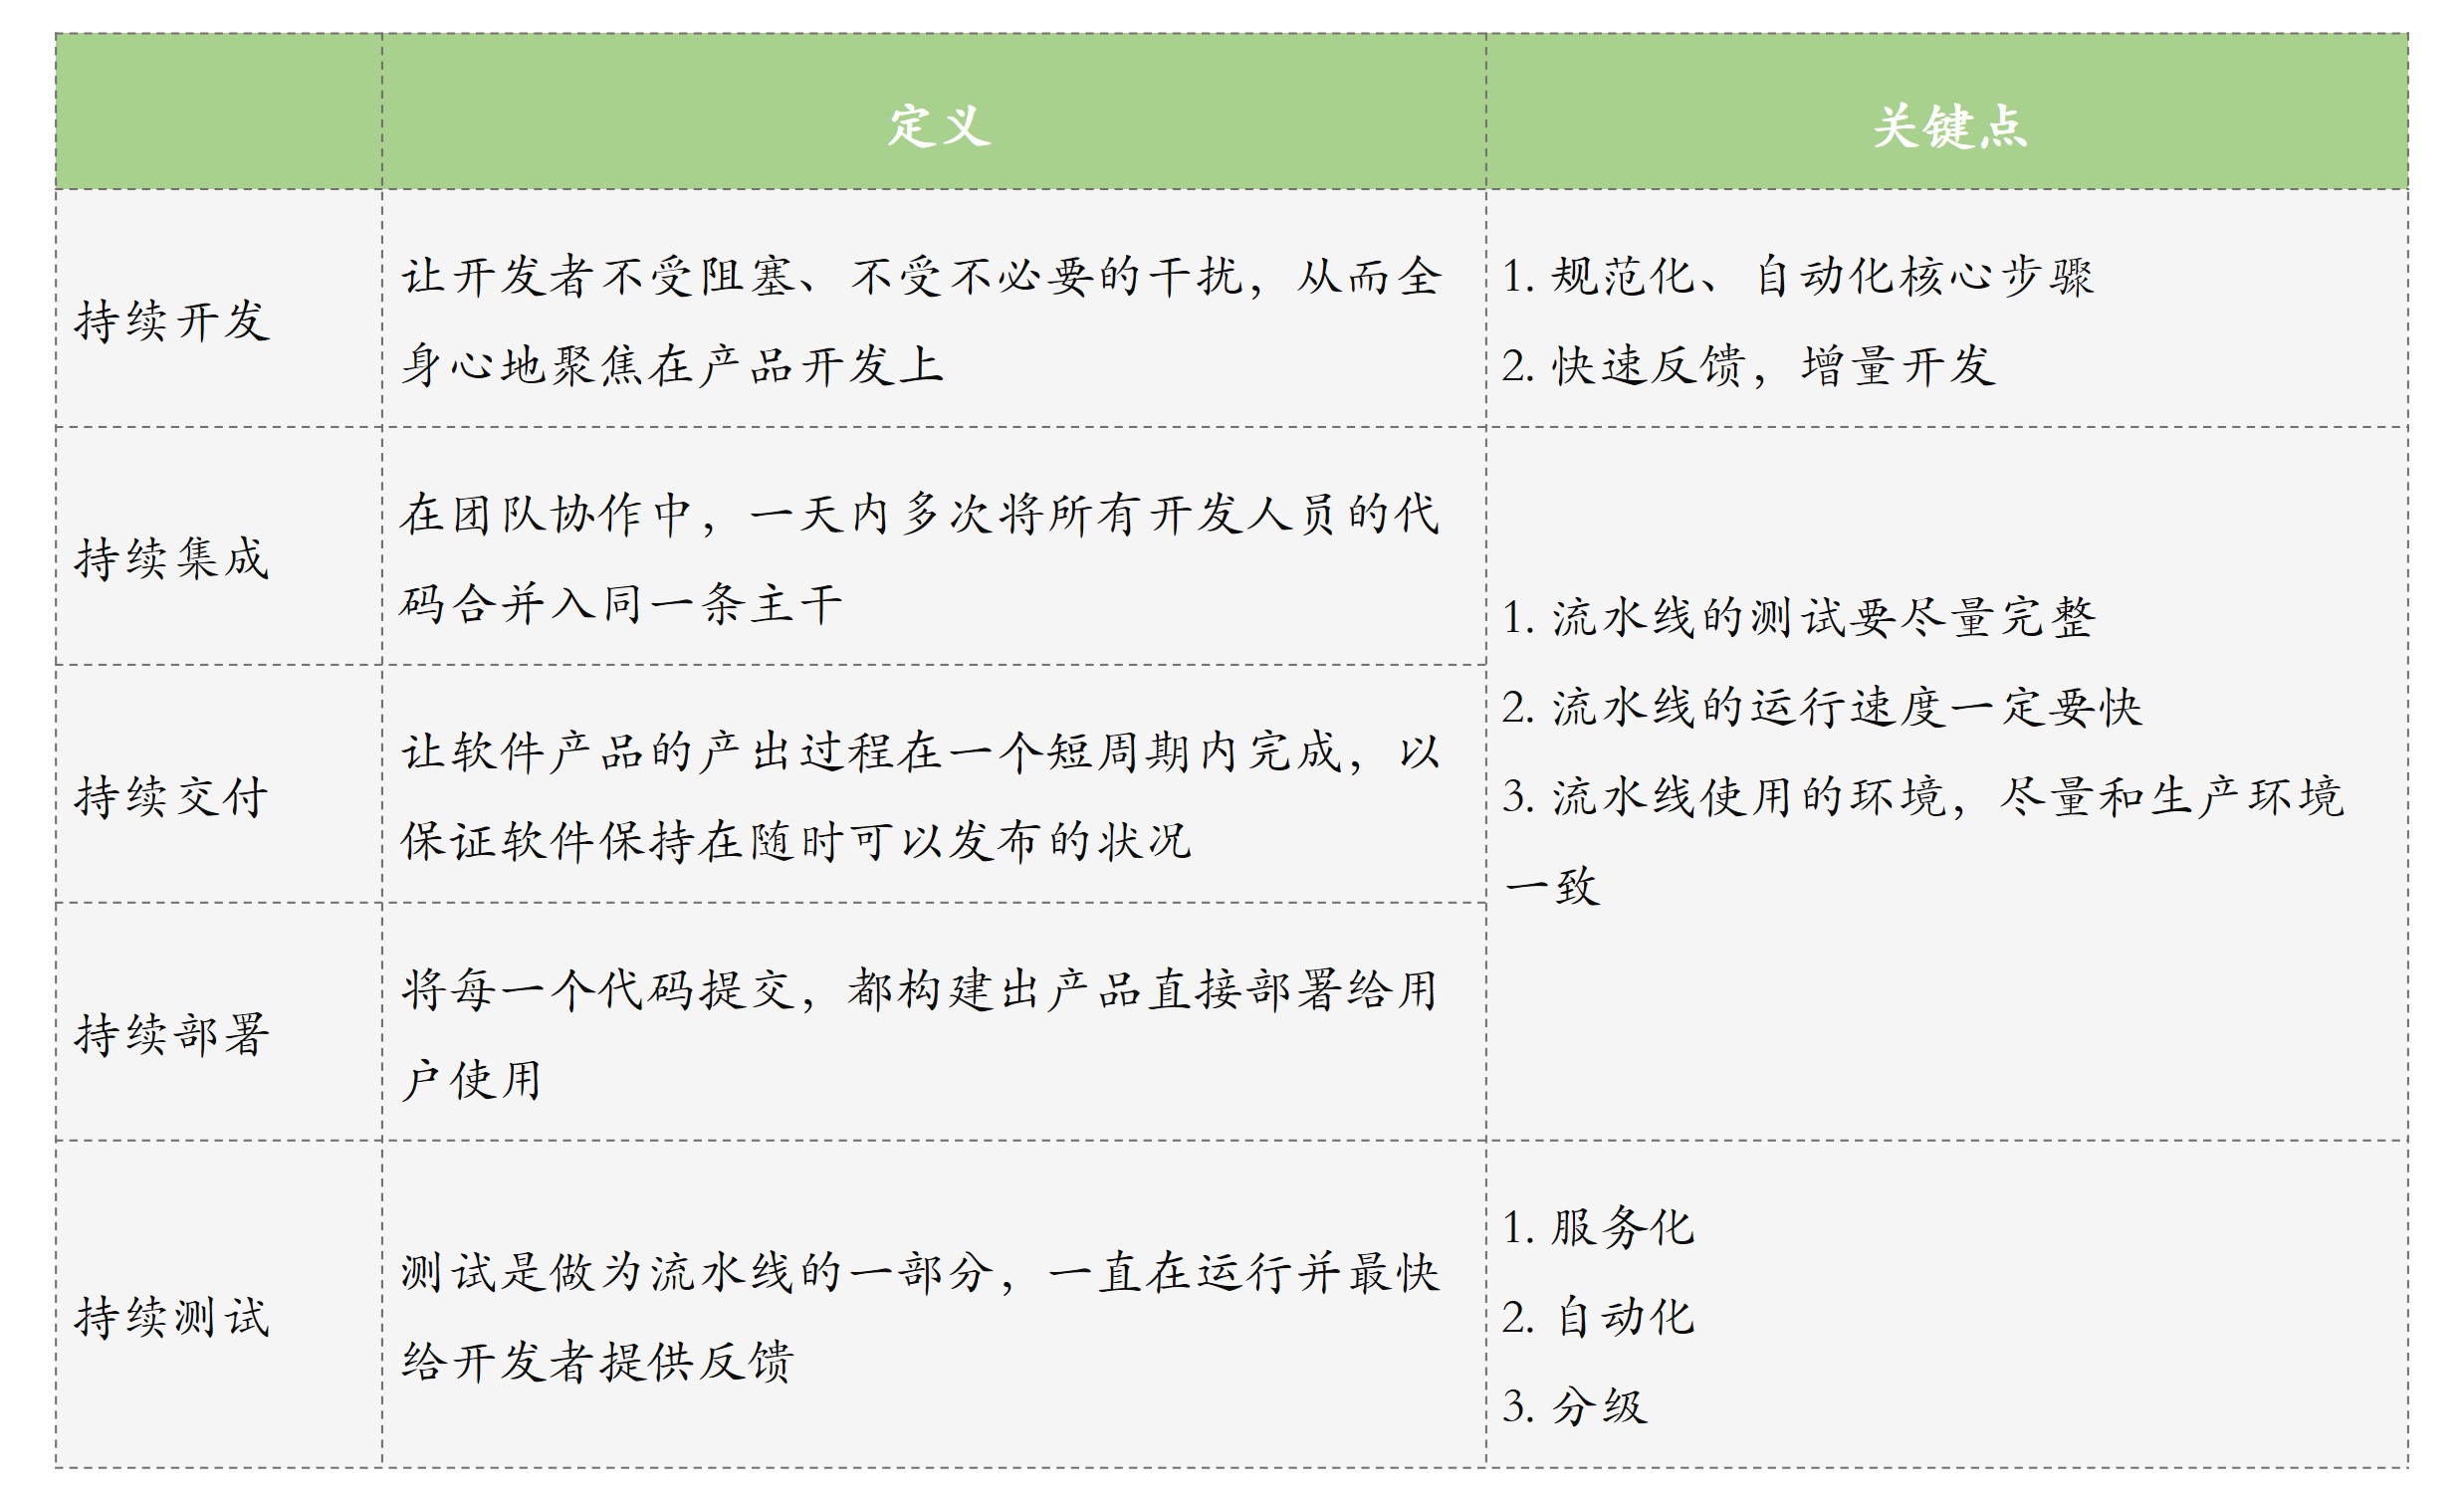 定义
关键点
持续开发
让开发者不受阻塞、不受不必要的干扰，从而全
身心地聚焦在产品开发上
1. 规范化、自动化核心步骤
2. 快速反馈，增量开发
持续集成
在团队协作中，一天内多次将所有开发人员的代
码合并入同一条主干
1. 流水线的测试要尽量完整
2. 流水线的运行速度一定要快
3. 流水线使用的环境，尽量和生产环境
一致
持续交付
让软件产品的产出过程在一个短周期内完成，以
保证软件保持在随时可以发布的状况
持续部署
将每一个代码提交，都构建出产品直接部署给用
户使用
持续测试
测试是做为流水线的一部分，一直在运行并最快
给开发者提供反馈
1. 服务化
2. 自动化
3. 分级